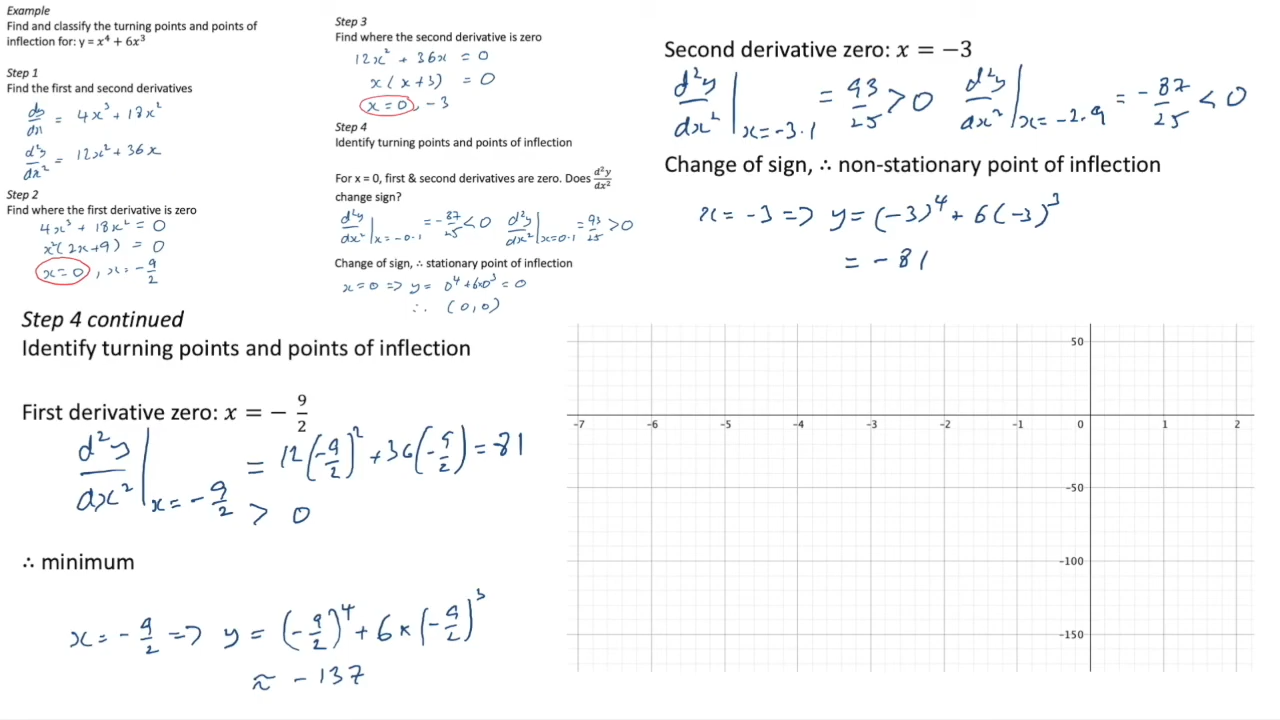 Example
Find and classify the turning points and points of
inflection for: y = x⁴ + 6x³
Step 1
Find the first and second derivatives
dy/dx = 4x³ + 18x²
d²y/dx² = 12x² + 36x
Step 2
Find where the first derivative is zero
4x³ + 18x² = 0
x²(2x+9) = 0
x=0, x=-9/2
Step 3
Find where the second derivative is zero
12x² + 36x = 0
x(x+3) = 0
x=0, -3
Step 4
Identify turning points and points of inflection
For x = 0, first & second derivatives are zero. Does d²y/dx²
change sign?
d²y/dx² | x=-0.1 = -87/25 < 0 d²y/dx² | x=0.1 = 93/25 > 0
Change of sign, ∴ stationary point of inflection
x=0 => y = 0⁴+6x0³ = 0
∴ (0,0)
Step 4 continued
Identify turning points and points of inflection
First derivative zero: x = − 9/2
d²y/dx² | x=-9/2 = 12(-9/2)² + 36(-9/2) = 81
> 0
∴ minimum
x = -9/2 => y = (-9/2)⁴ + 6 x (-9/2)³
≈ -137
Second derivative zero: x = −3
d²y/dx² | x=-3.1 = 93/25 > 0 d²y/dx² | x=-2.9 = -87/25 < 0
Change of sign, ∴ non-stationary point of inflection
x = -3 => y = (-3)⁴ + 6(-3)³
= -81
50
-7 -6 -5 -4 -3 -2 -1 0 1 2
-50
-100
-150